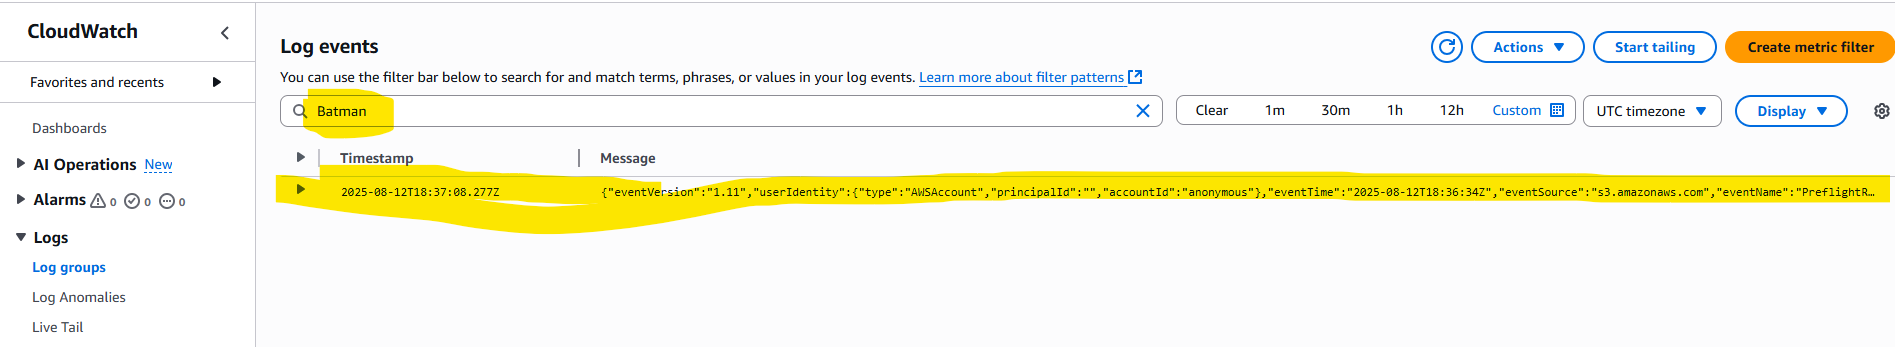 CloudWatch
Favorites and recents
Dashboards
AI Operations New
Alarms 0 0 0
Logs
Log groups
Log Anomalies
Live Tail
Log events
Actions
Start tailing
Create metric filter
You can use the filter bar below to search for and match terms, phrases, or values in your log events. Learn more about filter patterns
Batman
Clear 1m 30m 1h 12h Custom
UTC timezone
Display
Timestamp Message
2025-08-12T18:37:08.277Z {"eventVersion":"1.11","userIdentity":{"type":"AWSAccount","principalId":"","accountId":"anonymous"},"eventTime":"2025-08-12T18:36:34Z","eventSource":"s3.amazonaws.com","eventName":"PreflightR…